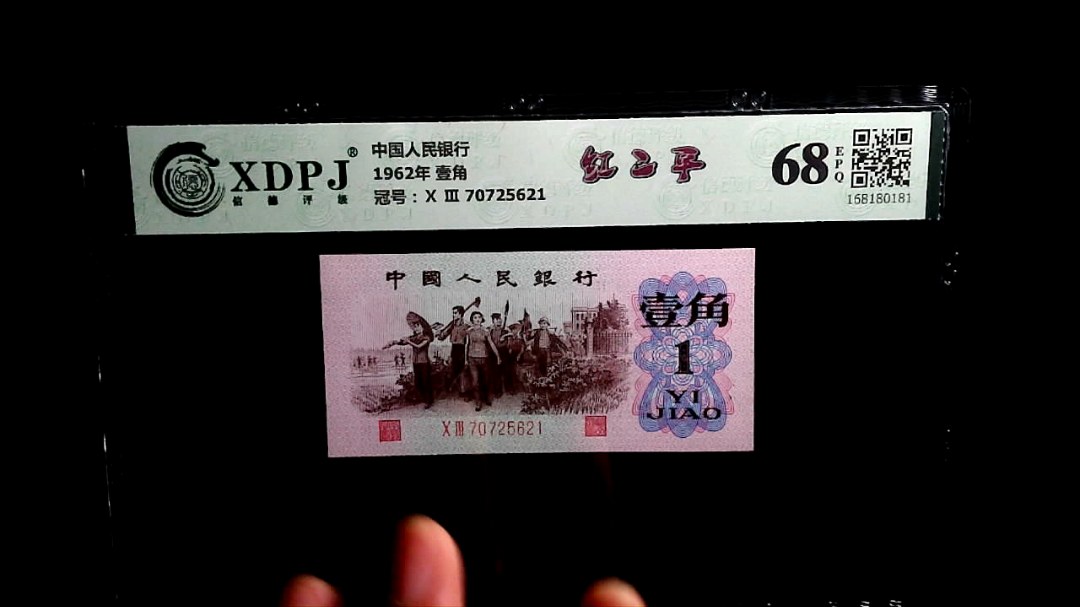 XDPJ®
信德评级
中国人民银行
1962年 壹角
冠号：X Ⅲ 70725621
红二平
68
EPQ
168180181
中國人民銀行
壹角
1
YI
JIAO
X Ⅲ 70725621